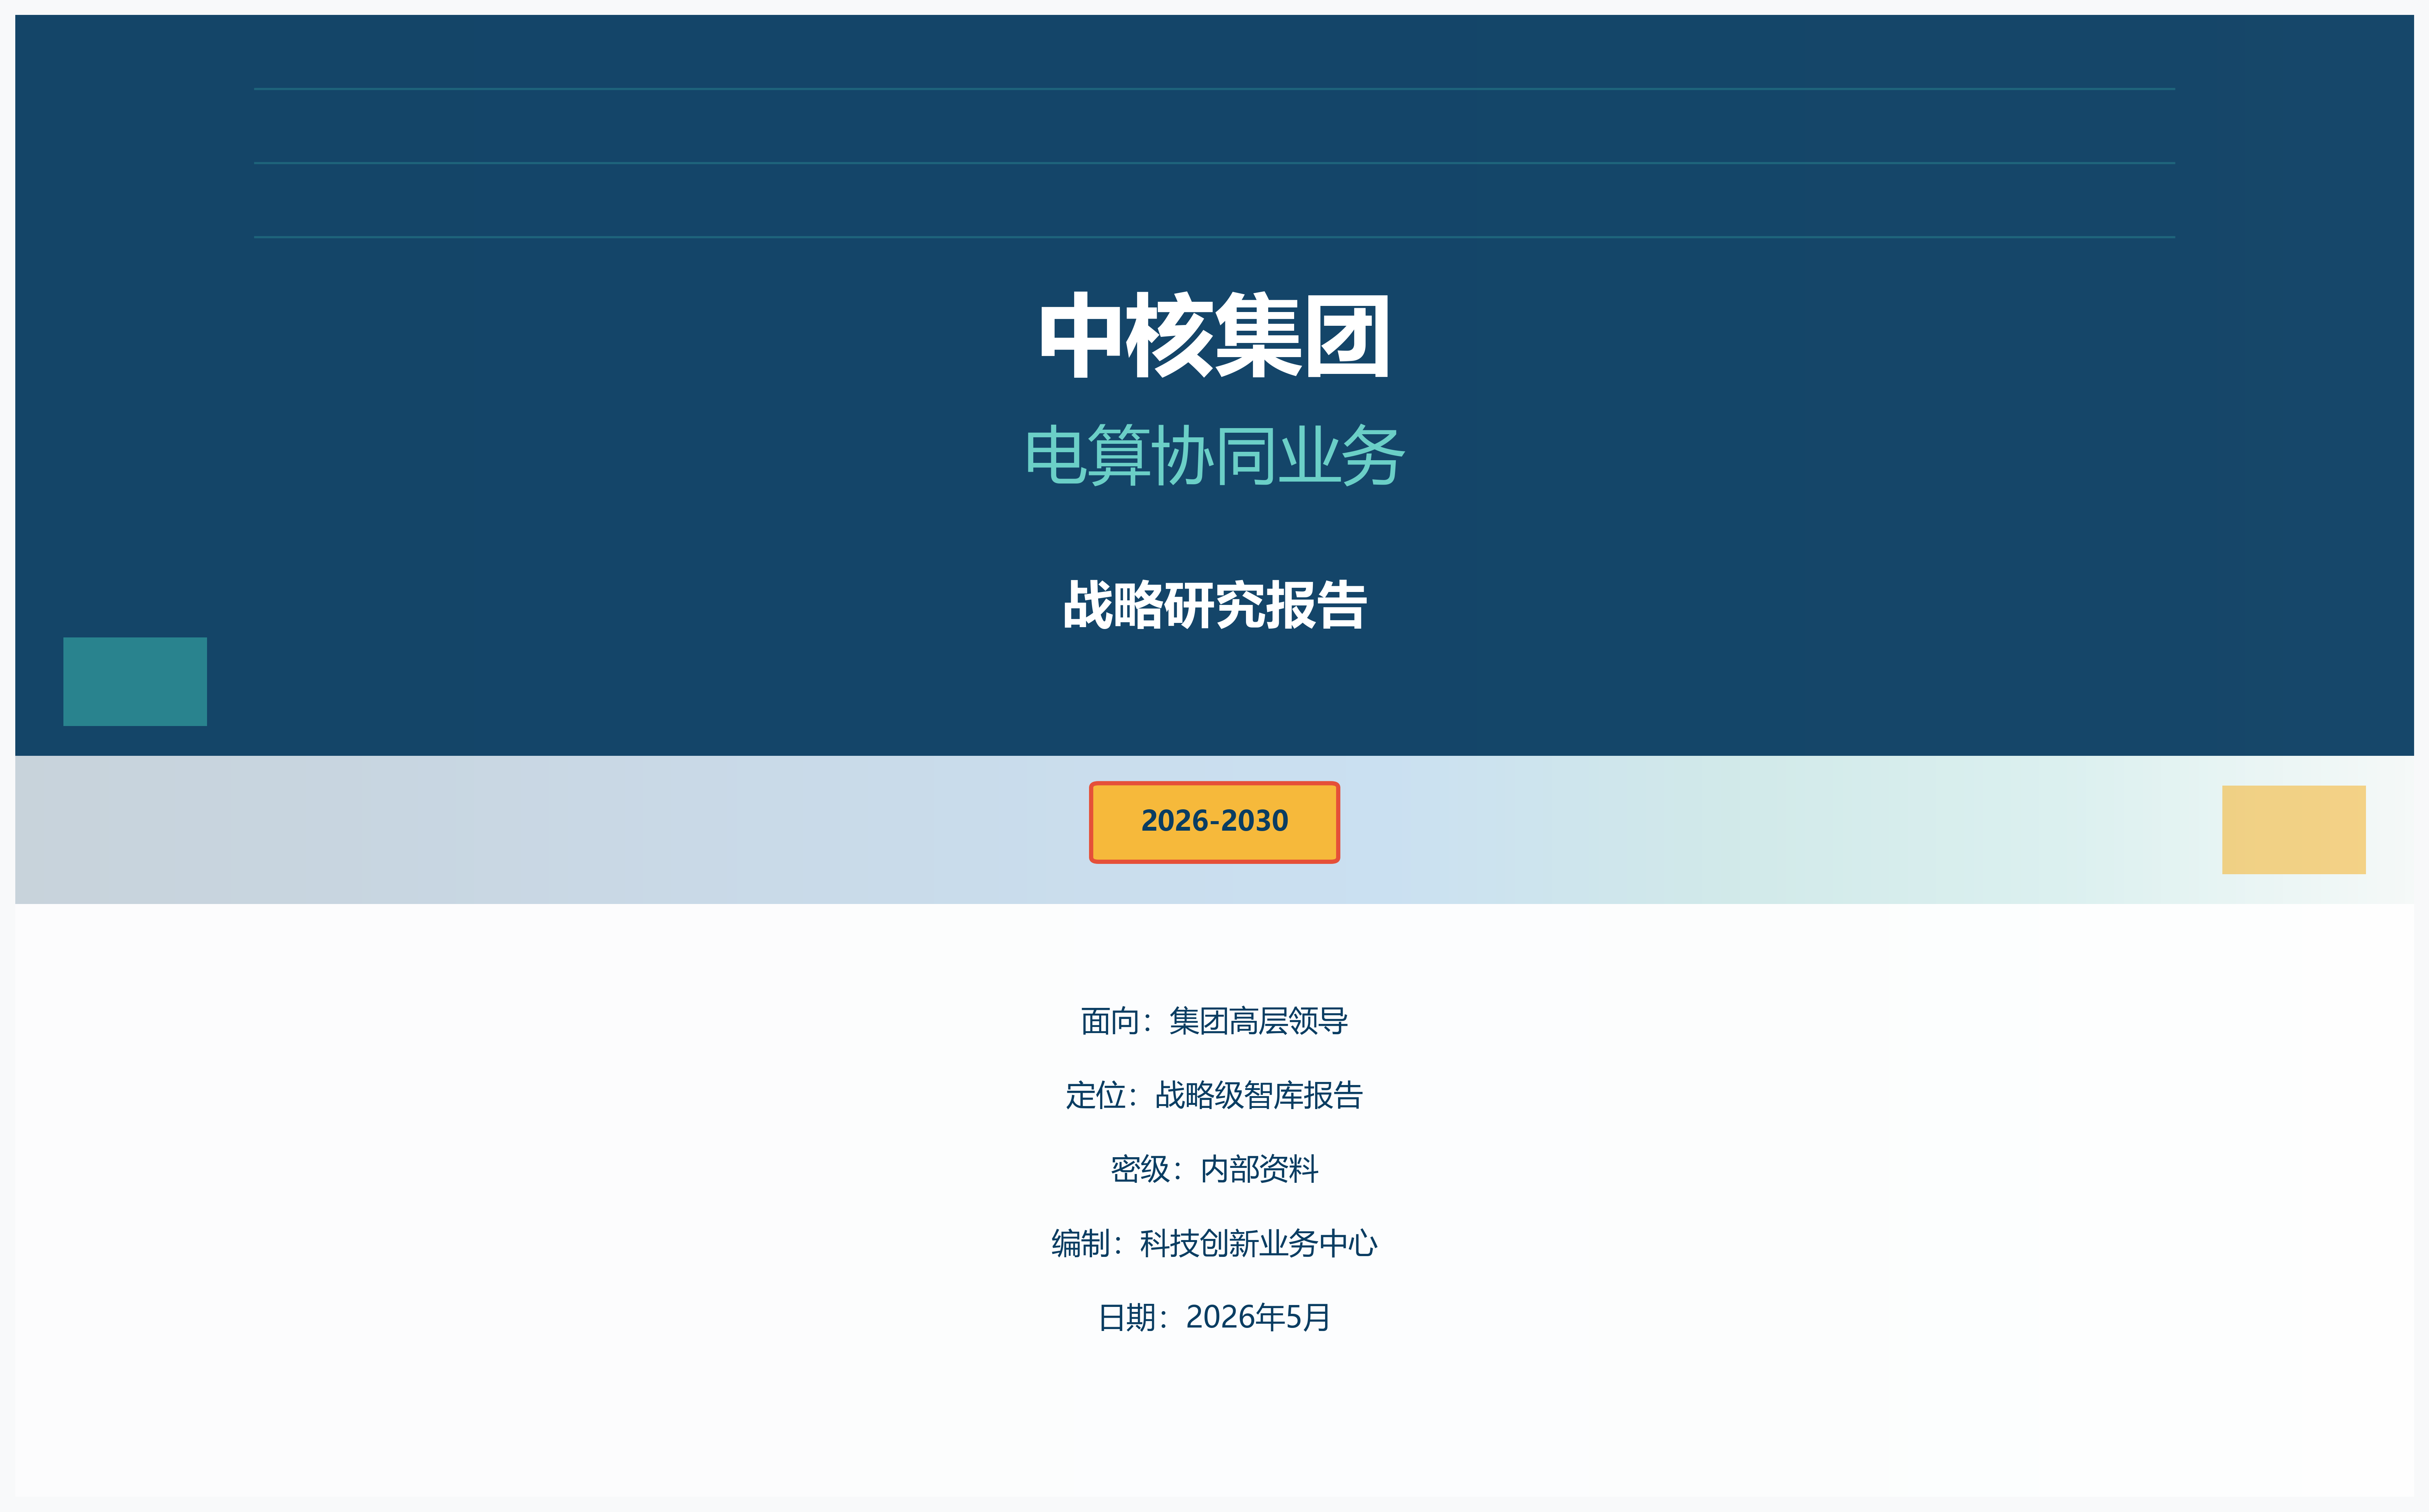 中核集团
电算协同业务
战略研究报告
2026-2030
面向：集团高层领导
定位：战略级智库报告
密级：内部资料
编制：科技创新业务中心
日期：2026年5月